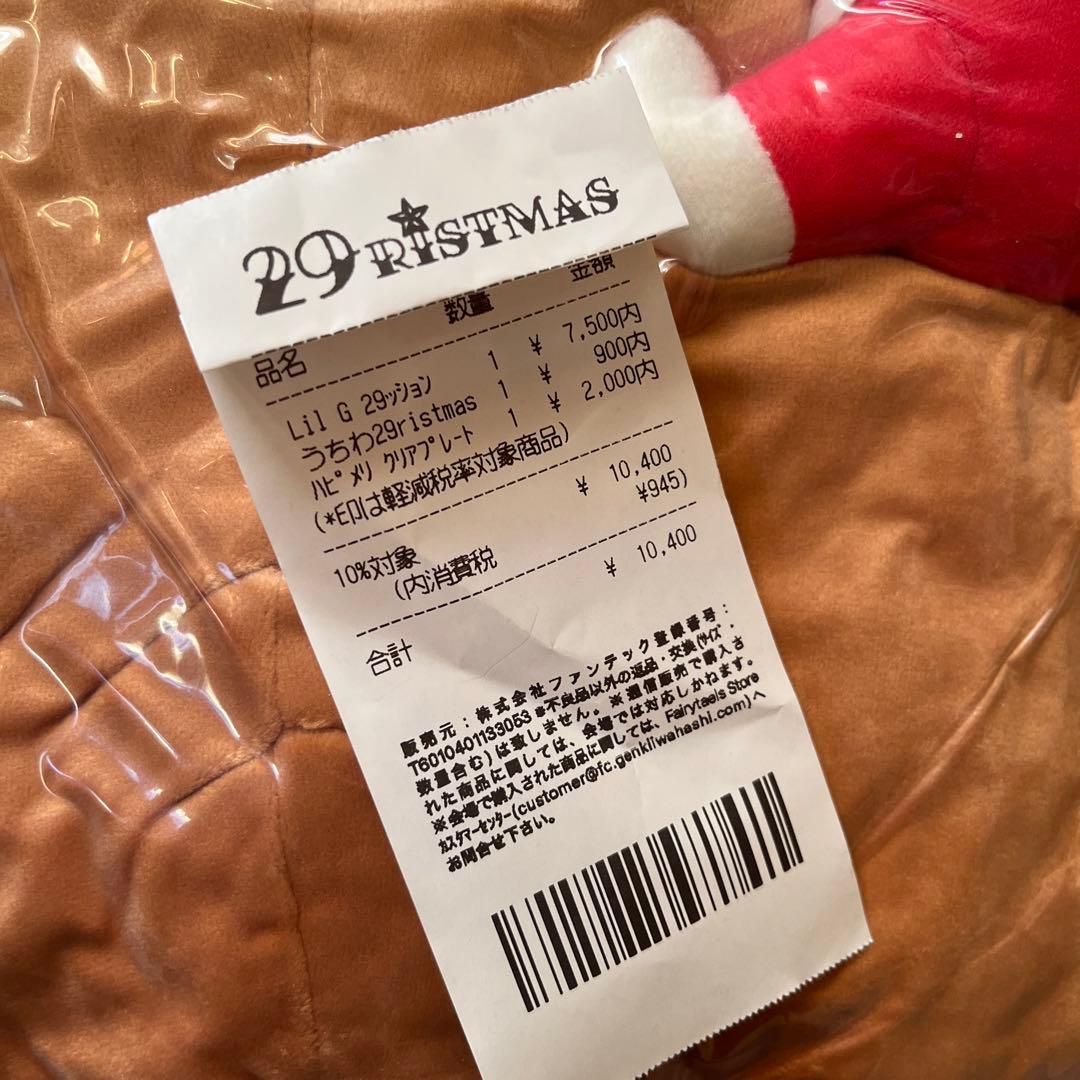 29RISTMAS
品名 数量 金額
Lil G 29ッション 1 ¥ 7,500内
うちわ29ristmas 1 ¥ 900内
ハピメリ クリアプレート 1 ¥ 2,000内
(*印は軽減税率対象商品)
10%対象 ¥ 10,400
(内消費税 ¥945)
合計 ¥ 10,400
販売元：株式会社ファンテック登録番号：
T6010401133053 *不良品以外の返品・交換(サイズ・
数量含む)は致しません。※通信販売で購入さ
れた商品に関しては、会場では対応しかねます。
※会場で購入された商品に関しては、Fairytaels Store
カスタマーセンター(customer@fc.genkiiwahashi.com)へ
お問合せ下さい。